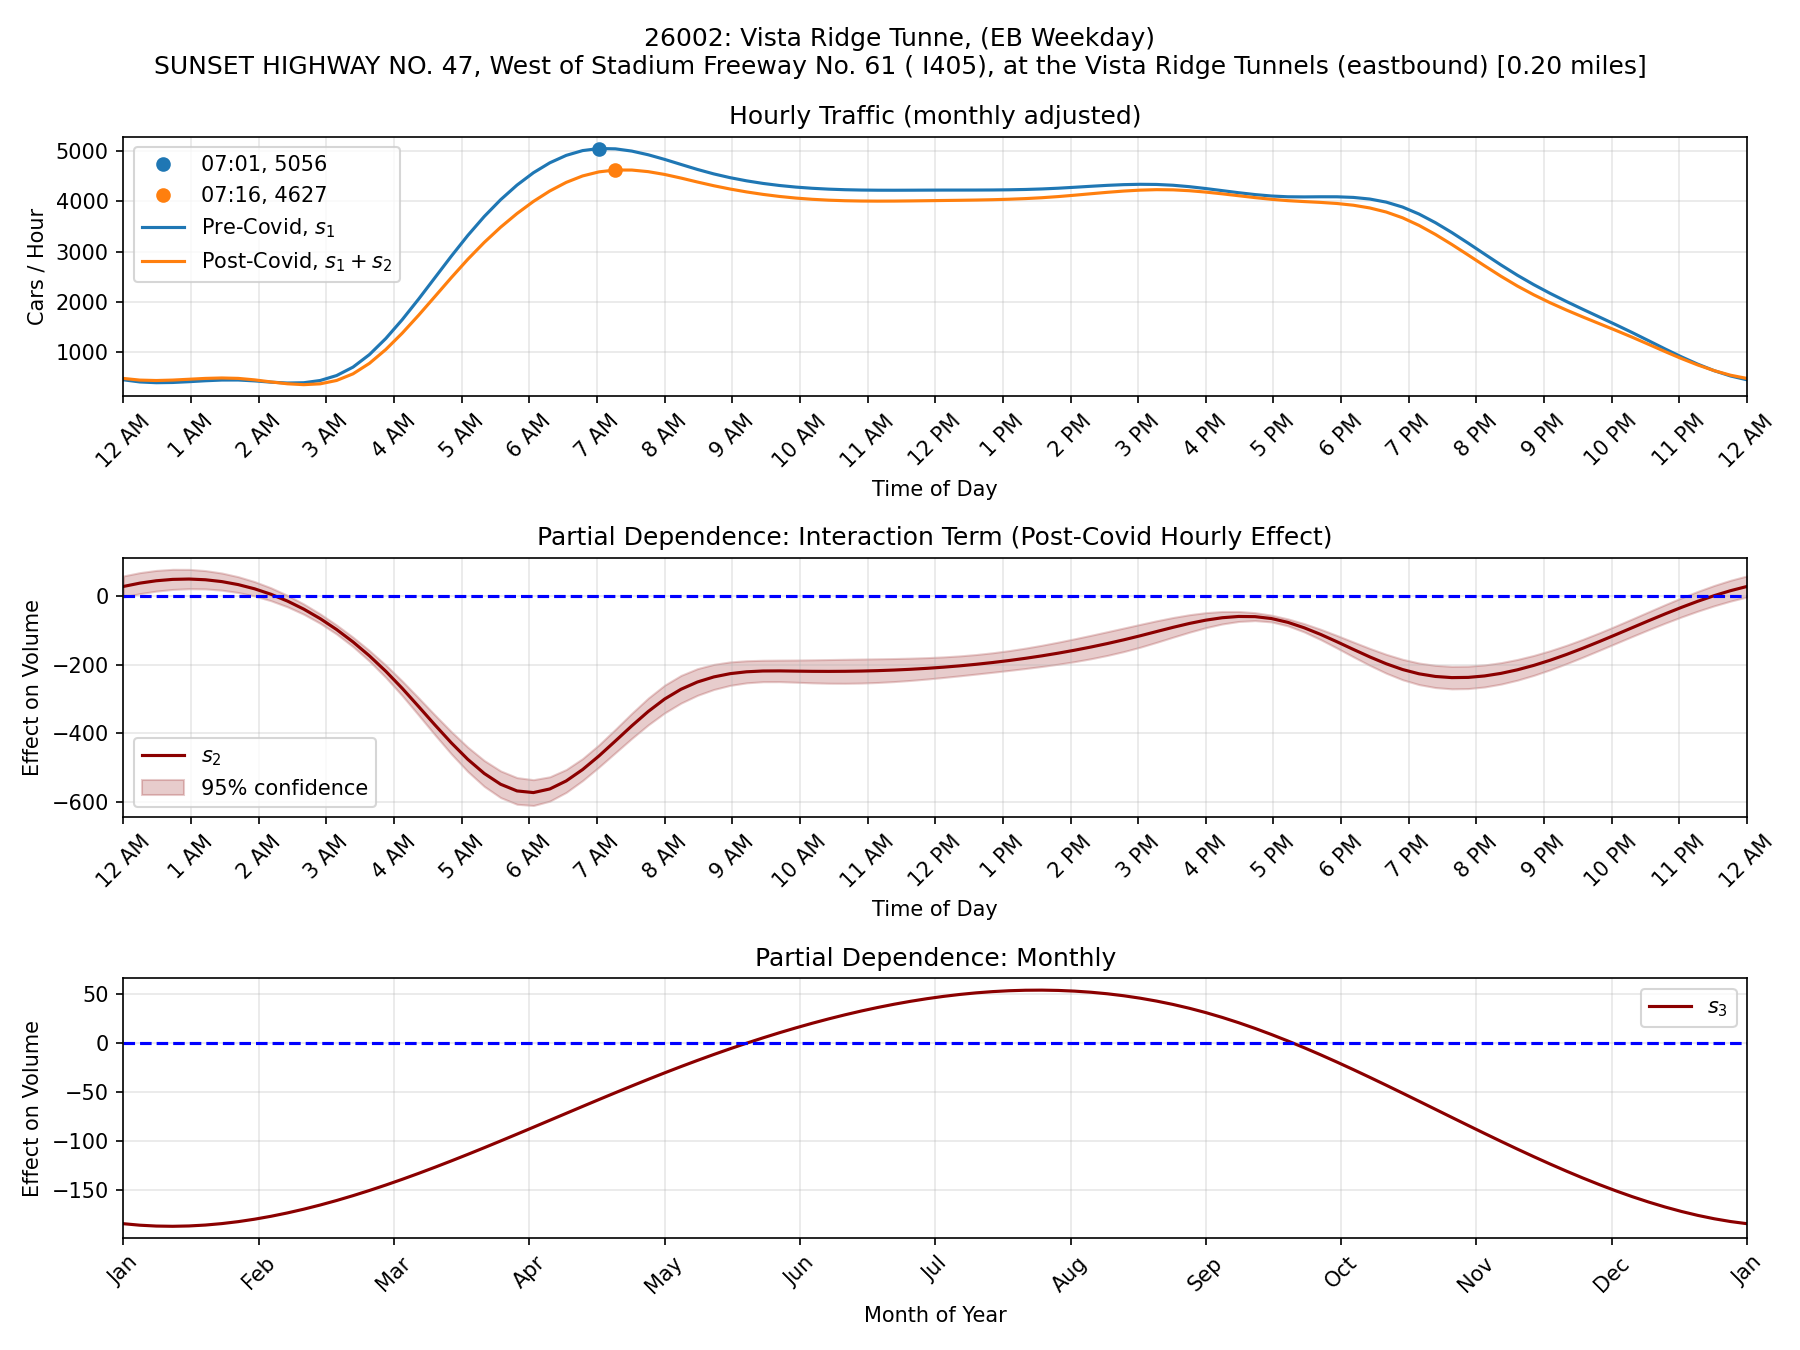 26002: Vista Ridge Tunne, (EB Weekday)
SUNSET HIGHWAY NO. 47, West of Stadium Freeway No. 61 ( I405), at the Vista Ridge Tunnels (eastbound) [0.20 miles]
Hourly Traffic (monthly adjusted)
Cars / Hour
5000
4000
3000
2000
1000
07:01, 5056
07:16, 4627
Pre-Covid, s₁
Post-Covid, s₁ + s₂
12 AM 1 AM 2 AM 3 AM 4 AM 5 AM 6 AM 7 AM 8 AM 9 AM 10 AM 11 AM 12 PM 1 PM 2 PM 3 PM 4 PM 5 PM 6 PM 7 PM 8 PM 9 PM 10 PM 11 PM 12 AM
Time of Day
Partial Dependence: Interaction Term (Post-Covid Hourly Effect)
Effect on Volume
0
−200
−400
−600
s₂
95% confidence
12 AM 1 AM 2 AM 3 AM 4 AM 5 AM 6 AM 7 AM 8 AM 9 AM 10 AM 11 AM 12 PM 1 PM 2 PM 3 PM 4 PM 5 PM 6 PM 7 PM 8 PM 9 PM 10 PM 11 PM 12 AM
Time of Day
Partial Dependence: Monthly
Effect on Volume
50
0
−50
−100
−150
s₃
Jan Feb Mar Apr May Jun Jul Aug Sep Oct Nov Dec Jan
Month of Year